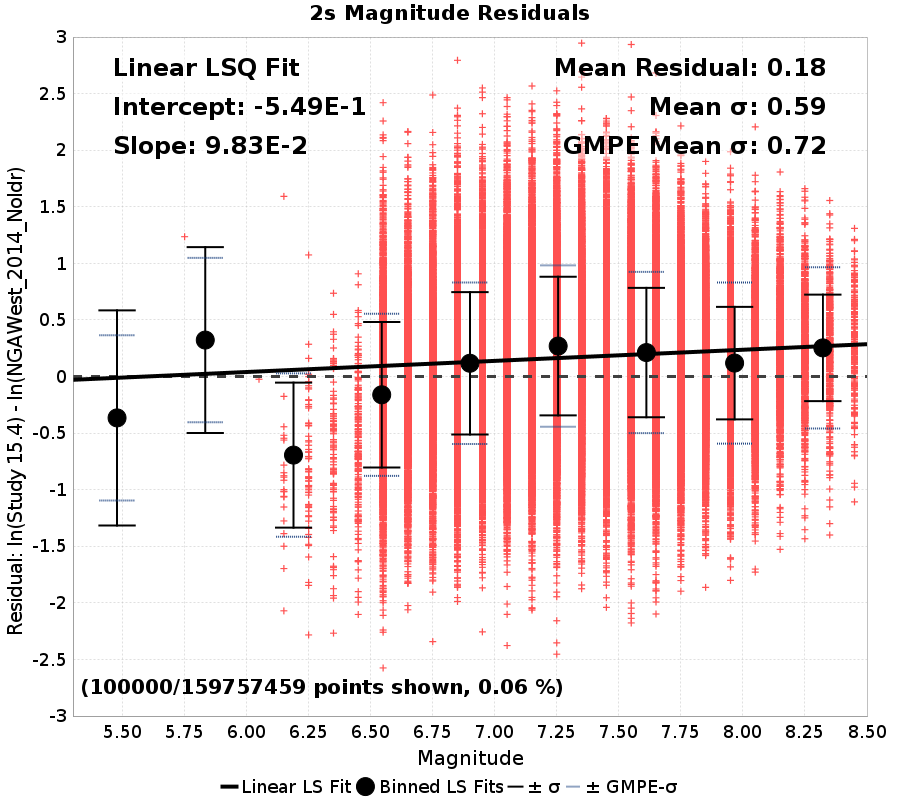 2s Magnitude Residuals
Linear LSQ Fit
Intercept: -5.49E-1
Slope: 9.83E-2
Mean Residual: 0.18
Mean σ: 0.59
GMPE Mean σ: 0.72
Residual: ln(Study 15.4) - ln(NGAWest_2014_NoIdr)
3
2.5
2
1.5
1
0.5
0
-0.5
-1
-1.5
-2
-2.5
-3
(100000/159757459 points shown, 0.06 %)
5.50 5.75 6.00 6.25 6.50 6.75 7.00 7.25 7.50 7.75 8.00 8.25 8.50
Magnitude
Linear LS Fit Binned LS Fits ± σ ± GMPE-σ